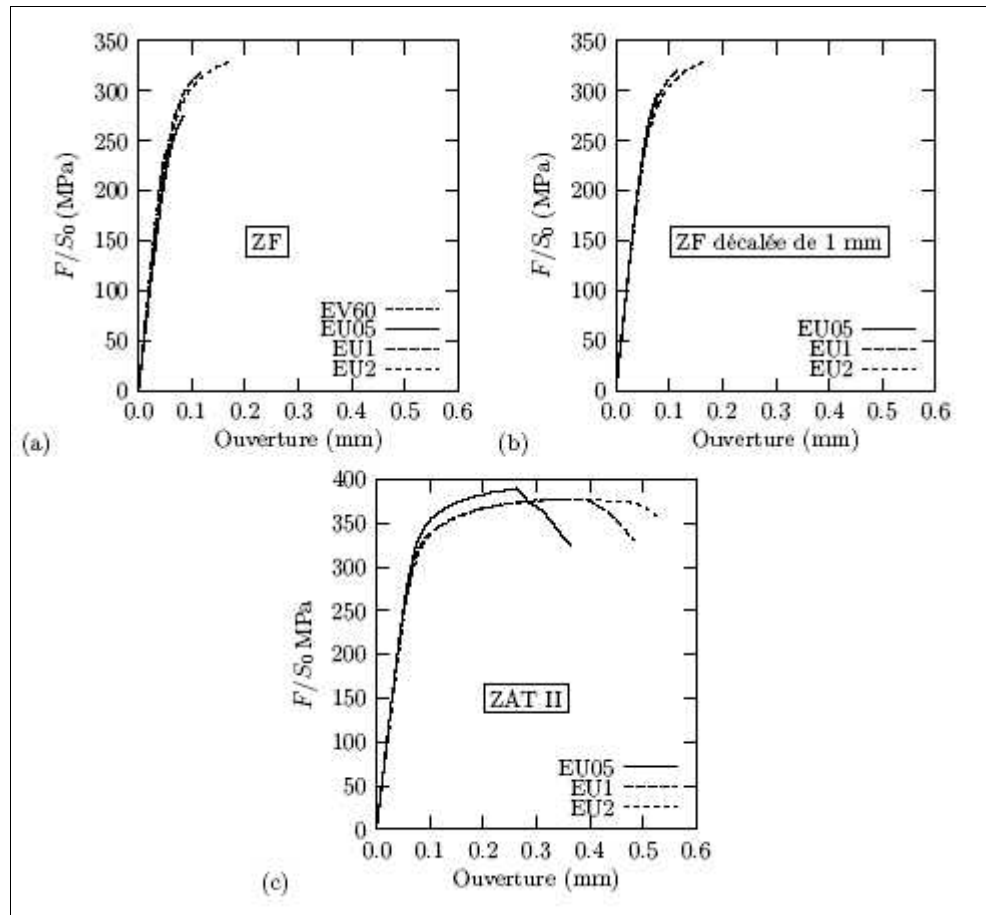 350
300
250
200
150
100
50
0
F/S0 (MPa)
ZF
EV60
EU05
EU1
EU2
0.0 0.1 0.2 0.3 0.4 0.5 0.6
Ouverture (mm)
(a)
350
300
250
200
150
100
50
0
F/S0 (MPa)
ZF décalée de 1 mm
EU05
EU1
EU2
0.0 0.1 0.2 0.3 0.4 0.5 0.6
Ouverture (mm)
(b)
400
350
300
250
200
150
100
50
0
F/S0 MPa
ZAT II
EU05
EU1
EU2
0.0 0.1 0.2 0.3 0.4 0.5 0.6
Ouverture (mm)
(c)